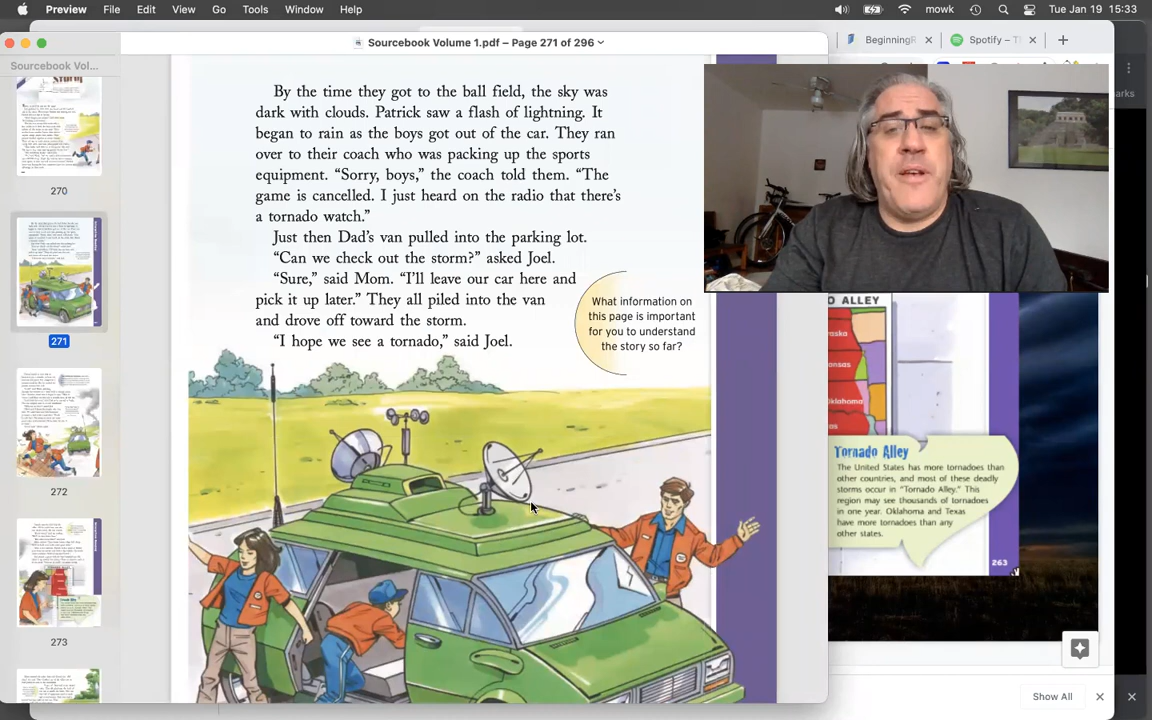 Preview File Edit View Go Tools Window Help mowk Tue Jan 19 15:33
Sourcebook Vol...
Sourcebook Volume 1.pdf – Page 271 of 296
BeginningR
Spotify – T
270
271
272
273
By the time they got to the ball field, the sky was
dark with clouds. Patrick saw a flash of lightning. It
began to rain as the boys got out of the car. They ran
over to their coach who was packing up the sports
equipment. “Sorry, boys,” the coach told them. “The
game is cancelled. I just heard on the radio that there’s
a tornado watch.”
Just then Dad’s van pulled into the parking lot.
“Can we check out the storm?” asked Joel.
“Sure,” said Mom. “I’ll leave our car here and
pick it up later.” They all piled into the van
and drove off toward the storm.
“I hope we see a tornado,” said Joel.
What information on
this page is important
for you to understand
the story so far?
O ALLEY
aska
ansas
klahoma
as
Tornado Alley
The United States has more tornadoes than
other countries, and most of these deadly
storms occur in “Tornado Alley.” This
region may see thousands of tornadoes
in one year. Oklahoma and Texas
have more tornadoes than any
other states.
263
arks
Show All